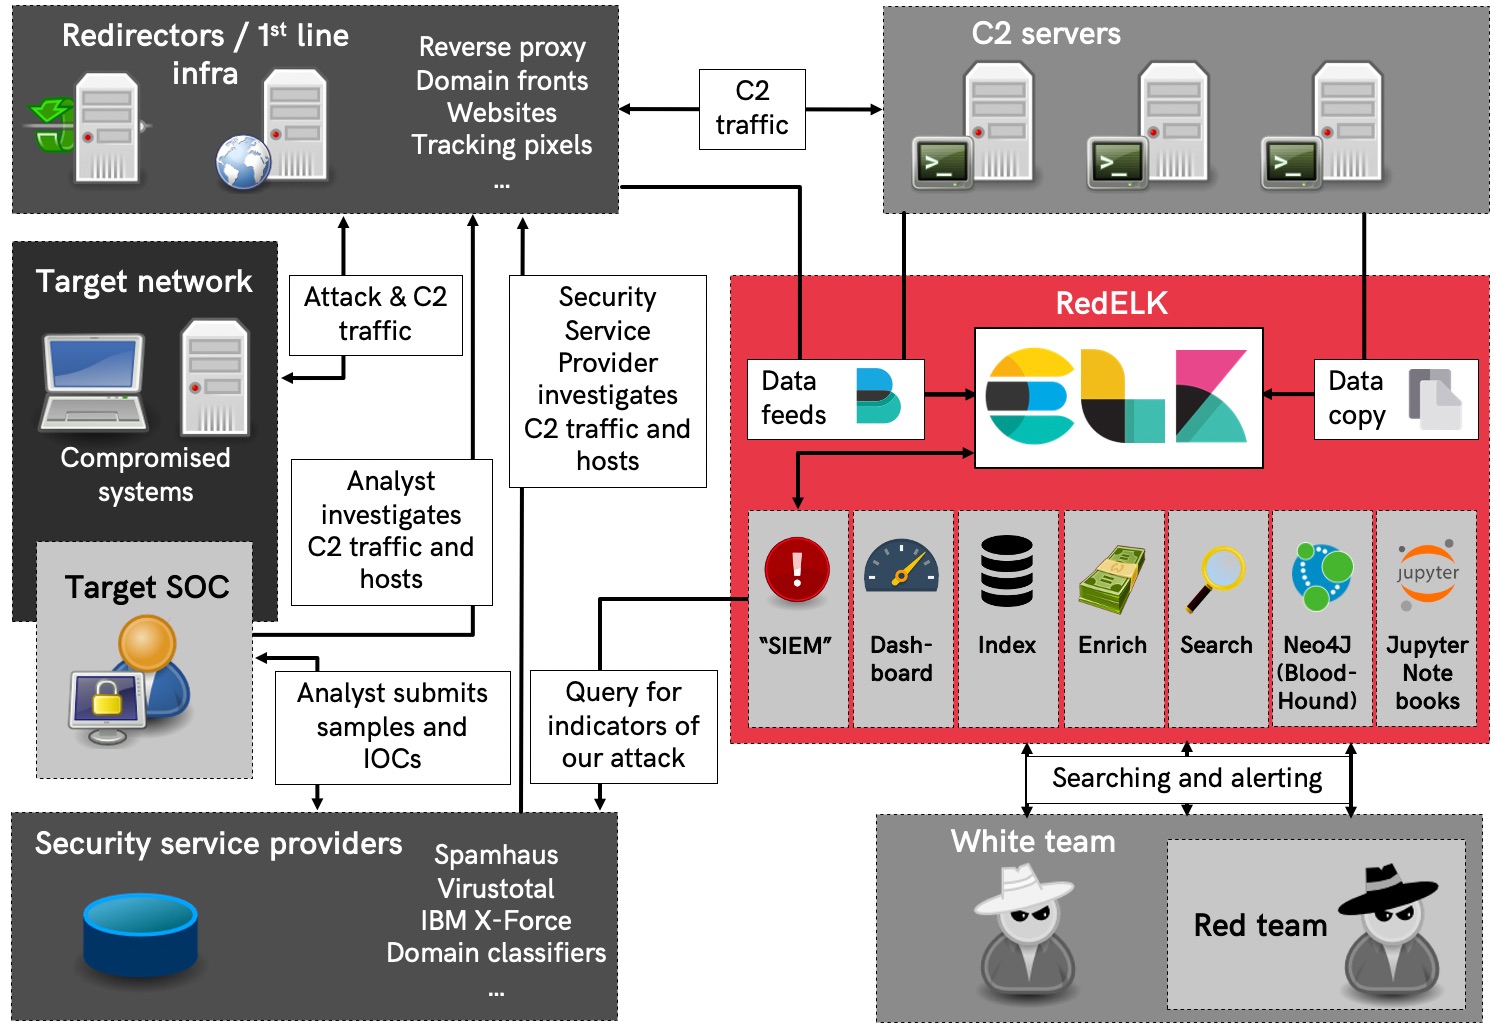 Redirectors / 1st line
infra
Reverse proxy
Domain fronts
Websites
Tracking pixels
...
C2
traffic
C2 servers
>_
>_
>_
Target network
Compromised
systems
Attack & C2
traffic
Security
Service
Provider
investigates
C2 traffic and
hosts
Analyst
investigates
C2 traffic and
hosts
Target SOC
Analyst submits
samples and
IOCs
Query for
indicators of
our attack
RedELK
Data
feeds
ELK
Data
copy
!
"SIEM"
Dash-
board
Index
Enrich
Search
Neo4J
(Blood-
Hound)
jupyter
Jupyter
Note
books
Searching and alerting
Security service providers
Spamhaus
Virustotal
IBM X-Force
Domain classifiers
...
White team
Red team